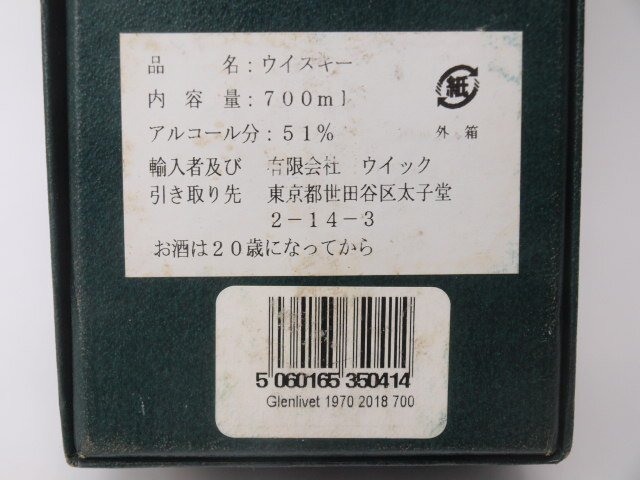 品　　名：ウイスキー
内 容 量：７００ｍｌ
アルコール分：５１％
紙
外 箱
輸入者及び　有限会社　ウイック
引き取り先　東京都世田谷区太子堂
２－１４－３
お酒は２０歳になってから
5 060165 350414
Glenlivet 1970 2018 700